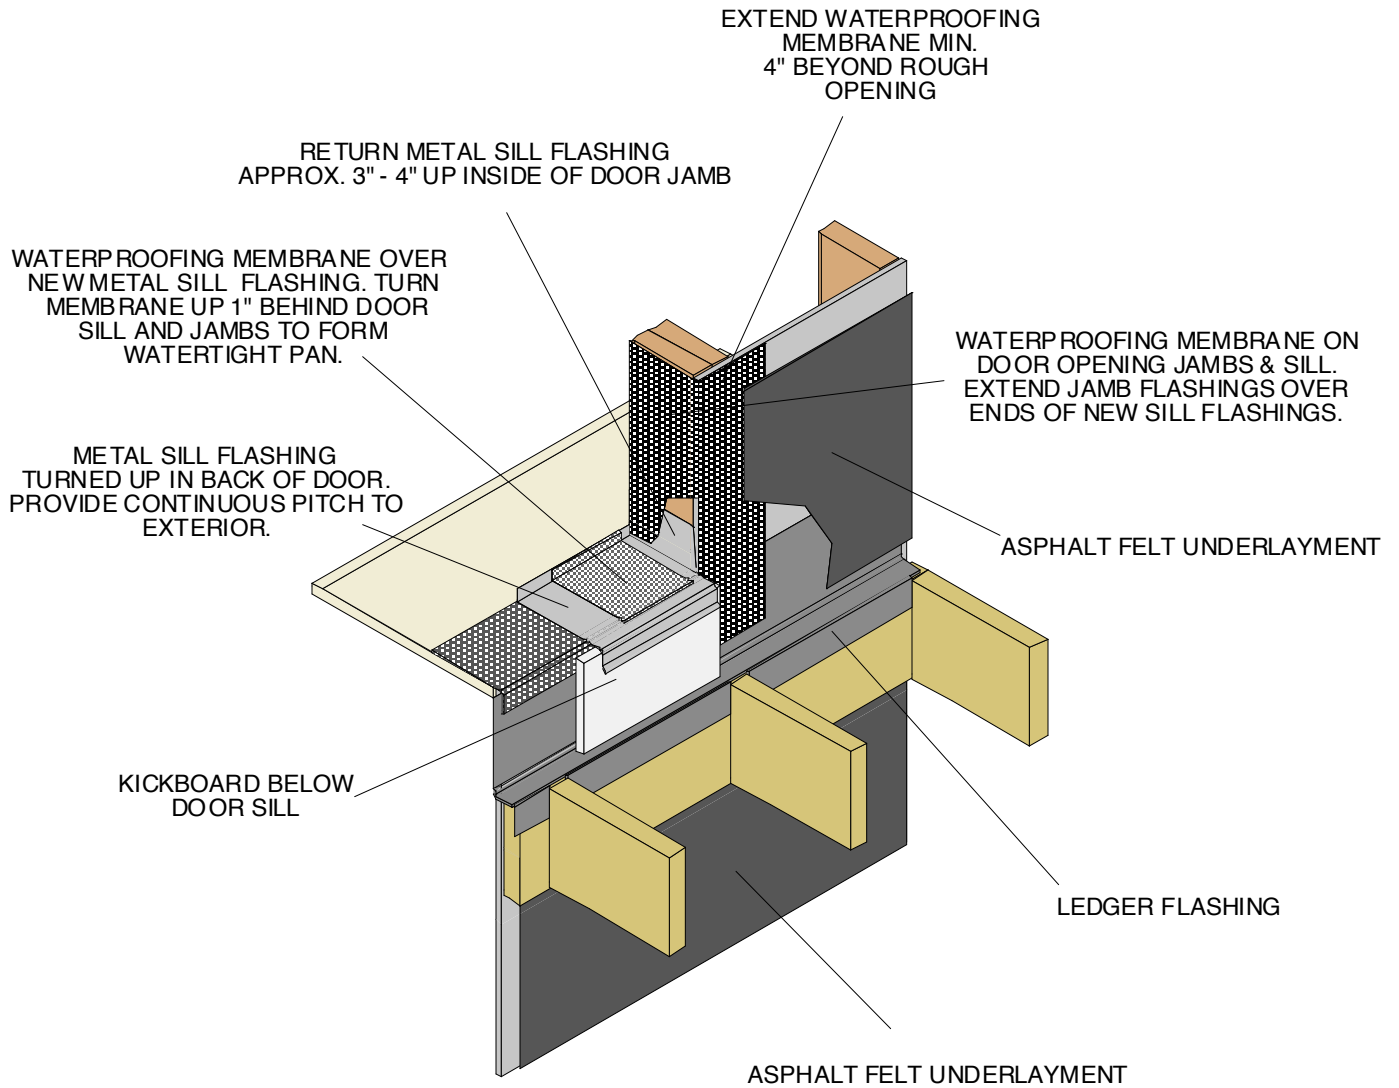 EXTEND WATERPROOFING
MEMBRANE MIN.
4" BEYOND ROUGH
OPENING
RETURN METAL SILL FLASHING
APPROX. 3" - 4" UP INSIDE OF DOOR JAMB
WATERPROOFING MEMBRANE OVER
NEW METAL SILL FLASHING. TURN
MEMBRANE UP 1" BEHIND DOOR
SILL AND JAMBS TO FORM
WATERTIGHT PAN.
WATERPROOFING MEMBRANE ON
DOOR OPENING JAMBS & SILL.
EXTEND JAMB FLASHINGS OVER
ENDS OF NEW SILL FLASHINGS.
METAL SILL FLASHING
TURNED UP IN BACK OF DOOR.
PROVIDE CONTINUOUS PITCH TO
EXTERIOR.
ASPHALT FELT UNDERLAYMENT
KICKBOARD BELOW
DOOR SILL
LEDGER FLASHING
ASPHALT FELT UNDERLAYMENT